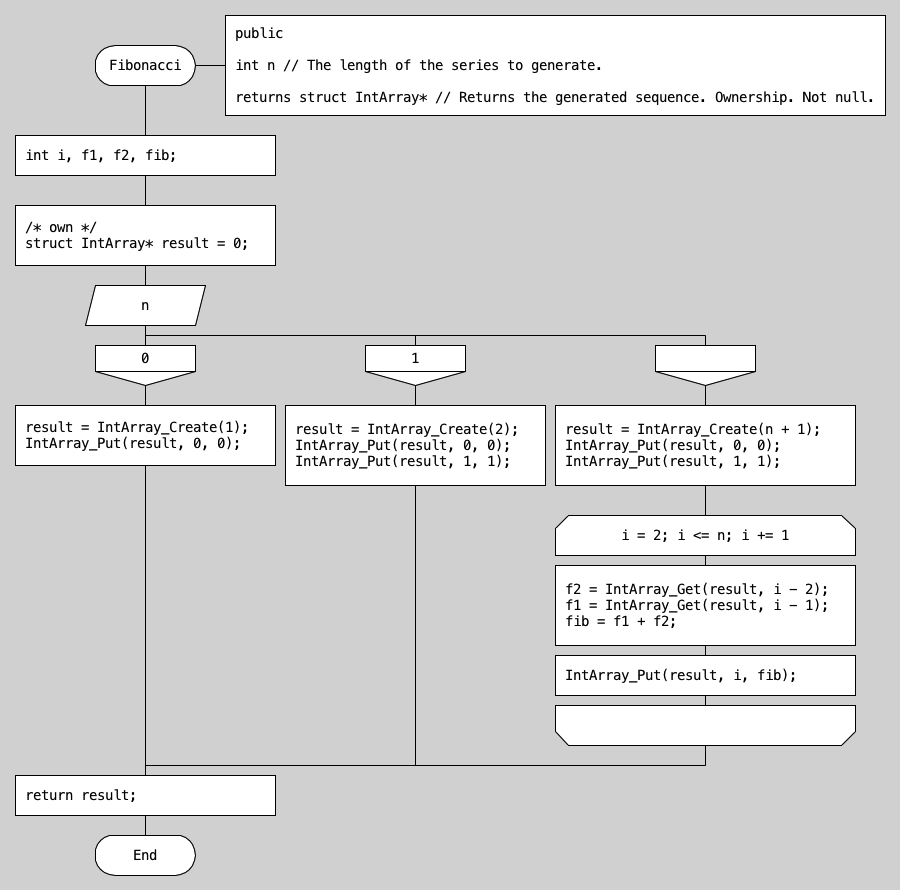 Fibonacci
public
int n // The length of the series to generate.
returns struct IntArray* // Returns the generated sequence. Ownership. Not null.
int i, f1, f2, fib;
/* own */
struct IntArray* result = 0;
n
0
1
result = IntArray_Create(1);
IntArray_Put(result, 0, 0);
result = IntArray_Create(2);
IntArray_Put(result, 0, 0);
IntArray_Put(result, 1, 1);
result = IntArray_Create(n + 1);
IntArray_Put(result, 0, 0);
IntArray_Put(result, 1, 1);
i = 2; i <= n; i += 1
f2 = IntArray_Get(result, i − 2);
f1 = IntArray_Get(result, i − 1);
fib = f1 + f2;
IntArray_Put(result, i, fib);
return result;
End